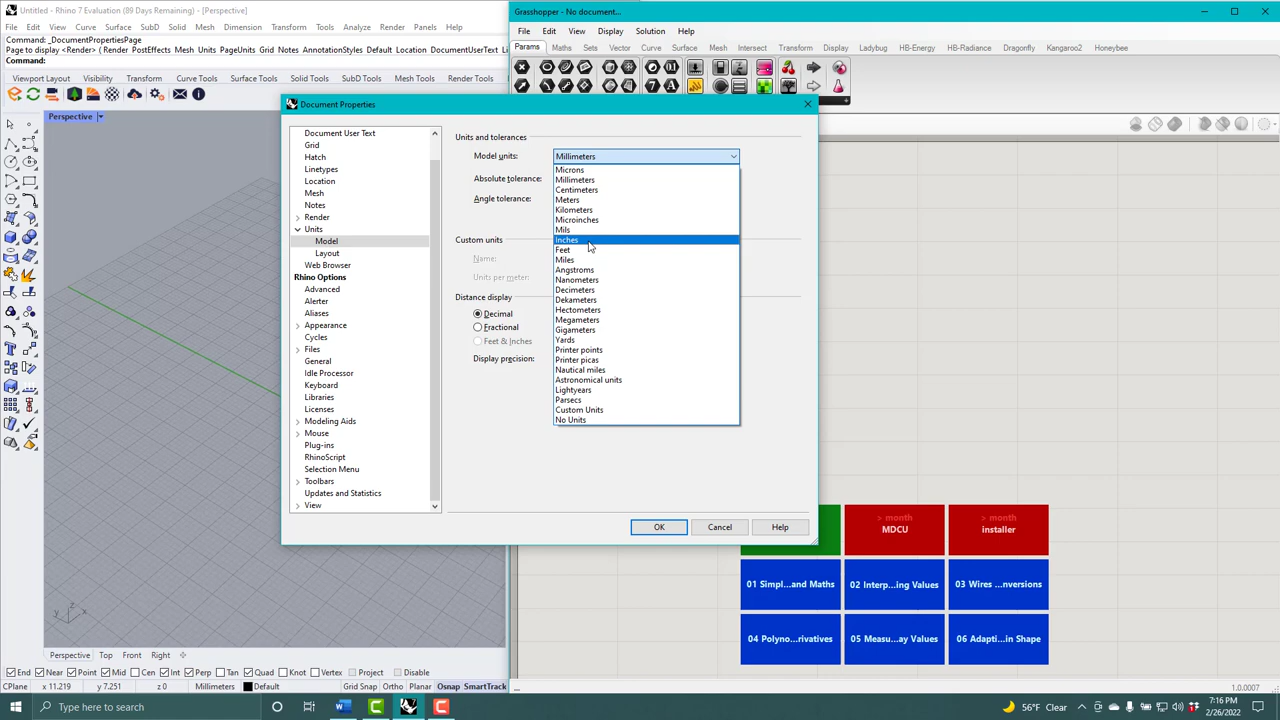 Untitled - Rhino 7 Evaluation (89 Days Remaining) - [Perspective]
File Edit View Curve Surface SubD Solid Mesh Dimension Transform Tools Analyze Render Panels Help
Command: _DocumentPropertiesPage
Page to display <Render> ( Render PostEffects Mesh Units PageUnits Grid Notes AnnotationStyles Default Location DocumentUserText
Command:
Viewport Layout Visibility Transform Curve Tools Surface Tools Solid Tools SubD Tools Mesh Tools Render Tools
Perspective
Grasshopper - No document...
File Edit View Display Solution Help
Params Maths Sets Vector Curve Surface Mesh Intersect Transform Display Ladybug HB-Energy HB-Radiance Dragonfly Kangaroo2 Honeybee
Document Properties
Document User Text
Grid
Hatch
Linetypes
Location
Mesh
Notes
Render
Units
Model
Layout
Web Browser
Rhino Options
Advanced
Alerter
Aliases
Appearance
Cycles
Files
General
Idle Processor
Keyboard
Libraries
Licenses
Modeling Aids
Mouse
Plug-ins
RhinoScript
Selection Menu
Toolbars
Updates and Statistics
View
Units and tolerances
Model units: Millimeters
Absolute tolerance:
Angle tolerance:
Custom units
Name:
Units per meter:
Distance display
Decimal
Fractional
Feet & Inches
Display precision:
Microns
Millimeters
Centimeters
Meters
Kilometers
Microinches
Mils
Inches
Feet
Miles
Angstroms
Nanometers
Decimeters
Dekameters
Hectometers
Megameters
Gigameters
Yards
Printer points
Printer picas
Nautical miles
Astronomical units
Lightyears
Parsecs
Custom Units
No Units
OK Cancel Help
> month
MDCU
> month
installer
01 Simpl...and Maths 02 Interp...ing Values 03 Wires ...nversions
04 Polyno...rivatives 05 Measu...ay Values 06 Adapti...in Shape
z
y x
Perspective Top Front Right
End Near Point Mid Cen Int Perp Tan Quad Knot Vertex Project Disable
CPlane x 11.219 y 7.251 z 0 Millimeters Default Grid Snap Ortho Planar Osnap SmartTrack
...
1.0.0007
Type here to search
56°F Clear
7:16 PM
2/26/2022